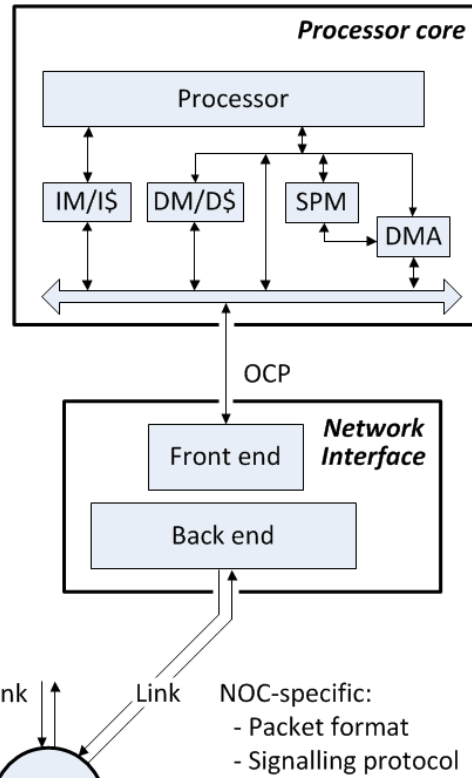 Processor core
Processor
IM/I$ DM/D$ SPM
DMA
OCP
Network
Interface
Front end
Back end
Link NOC-specific:
- Packet format
- Signalling protocol